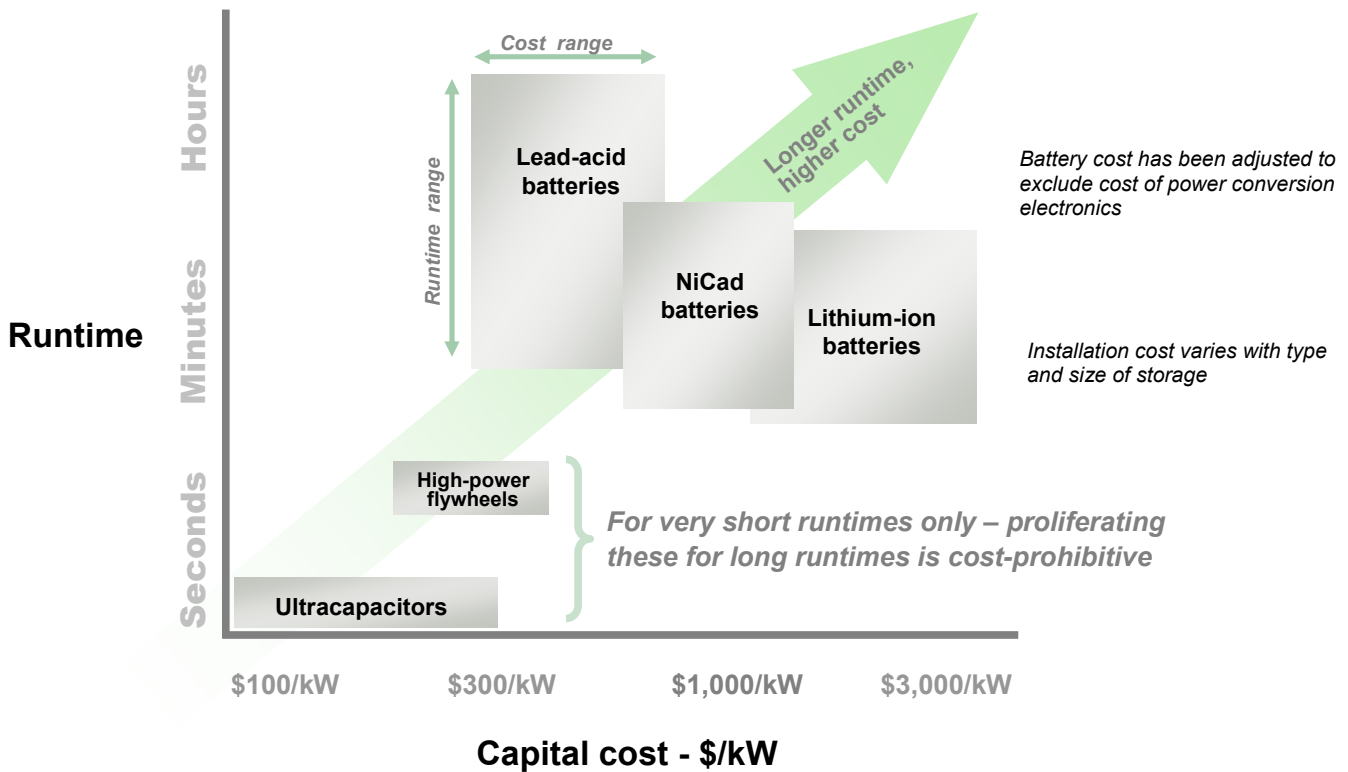 Cost range
Hours
Runtime range
Lead-acid
batteries
Longer runtime,
higher cost
Battery cost has been adjusted to
exclude cost of power conversion
electronics
Minutes
NiCad
batteries
Lithium-ion
batteries
Runtime
Installation cost varies with type
and size of storage
Seconds
High-power
flywheels
For very short runtimes only – proliferating
these for long runtimes is cost-prohibitive
Ultracapacitors
$100/kW
$300/kW
$1,000/kW
$3,000/kW
Capital cost - $/kW